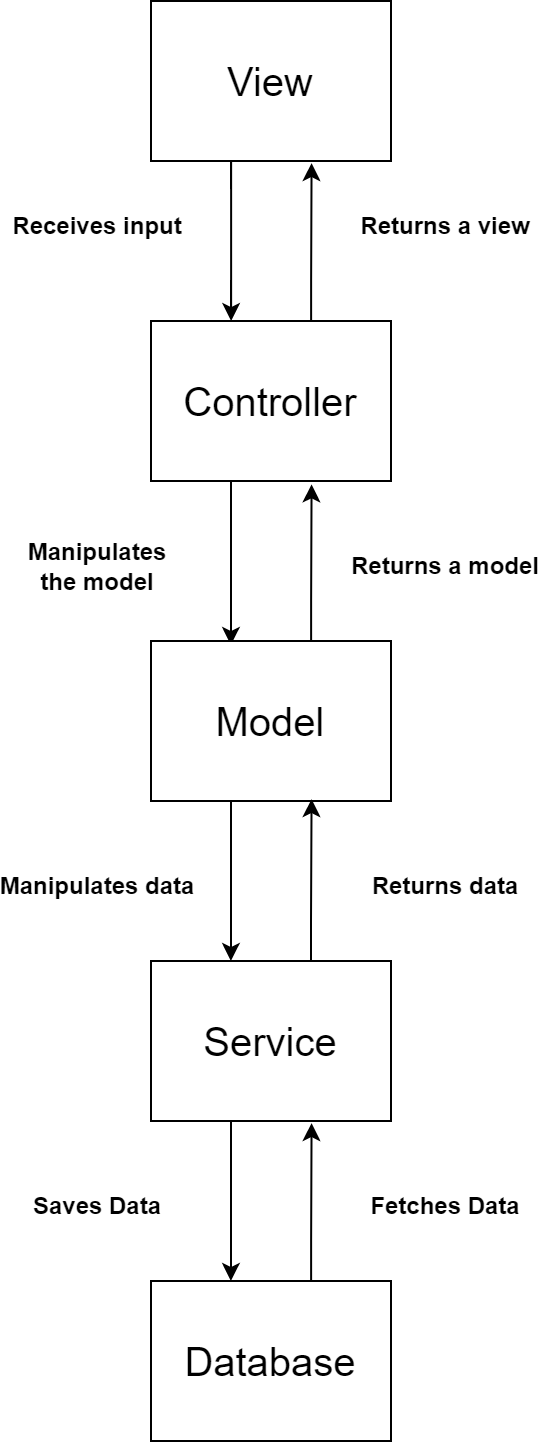 View
Receives input
Returns a view
Controller
Manipulates
the model
Returns a model
Model
Manipulates data
Returns data
Service
Saves Data
Fetches Data
Database